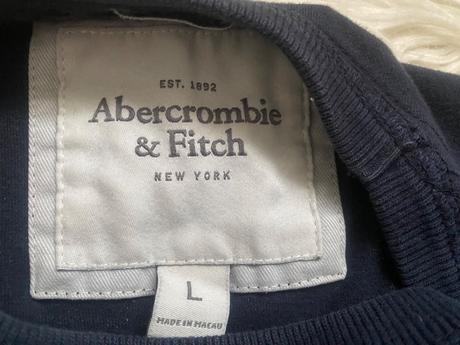 EST. 1892
Abercrombie
& Fitch
NEW YORK
L
MADE IN MACAU